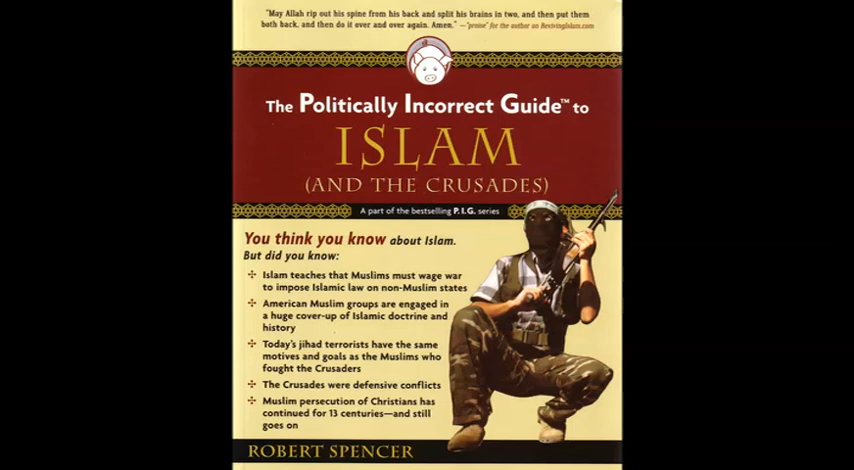 "May Allah rip out his spine from his back and split his brains in two, and then put them
both back, and then do it over and over again. Amen." —"praise" for the author on RevivingIslam.com
The Politically Incorrect Guide™ to
ISLAM
(AND THE CRUSADES)
A part of the bestselling P.I.G. series
You think you know about Islam.
But did you know:
Islam teaches that Muslims must wage war
to impose Islamic law on non-Muslim states
American Muslim groups are engaged in
a huge cover-up of Islamic doctrine and
history
Today's jihad terrorists have the same
motives and goals as the Muslims who
fought the Crusaders
The Crusades were defensive conflicts
Muslim persecution of Christians has
continued for 13 centuries—and still
goes on
ROBERT SPENCER